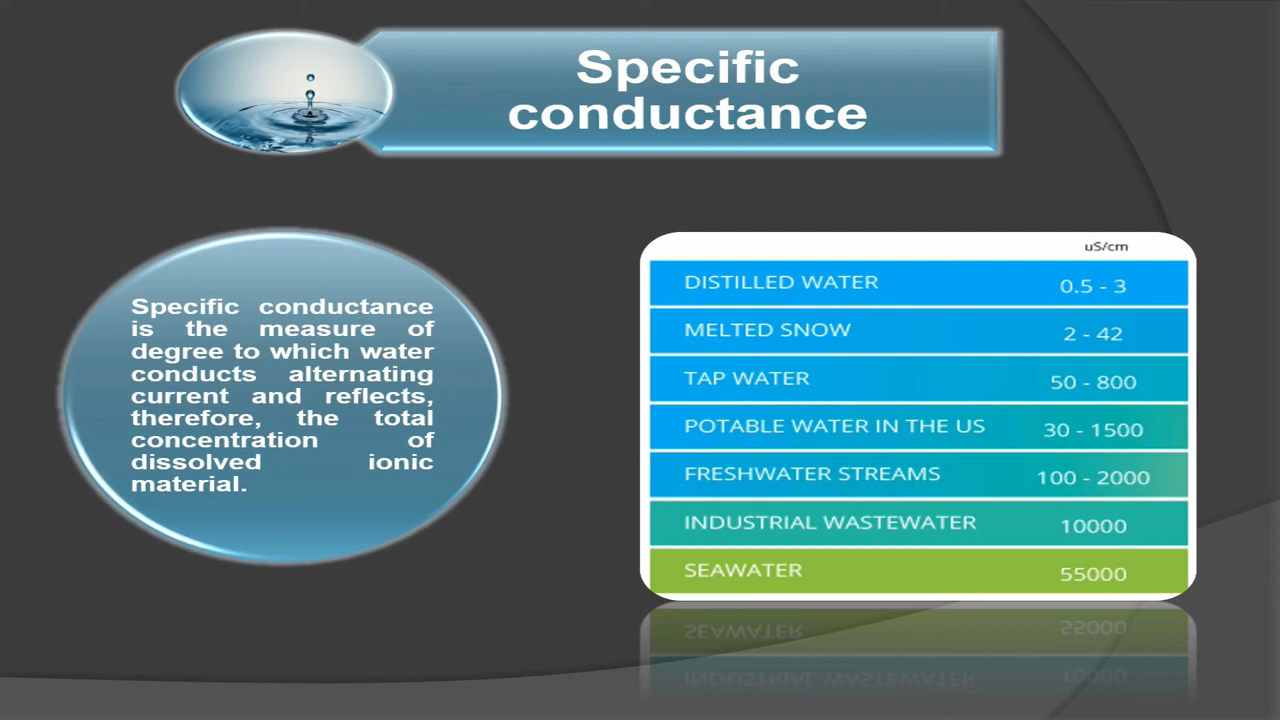 Specific
conductance
Specific conductance
is the measure of
degree to which water
conducts alternating
current and reflects,
therefore, the total
concentration of
dissolved ionic
material.
uS/cm
DISTILLED WATER 0.5 - 3
MELTED SNOW 2 - 42
TAP WATER 50 - 800
POTABLE WATER IN THE US 30 - 1500
FRESHWATER STREAMS 100 - 2000
INDUSTRIAL WASTEWATER 10000
SEAWATER 55000